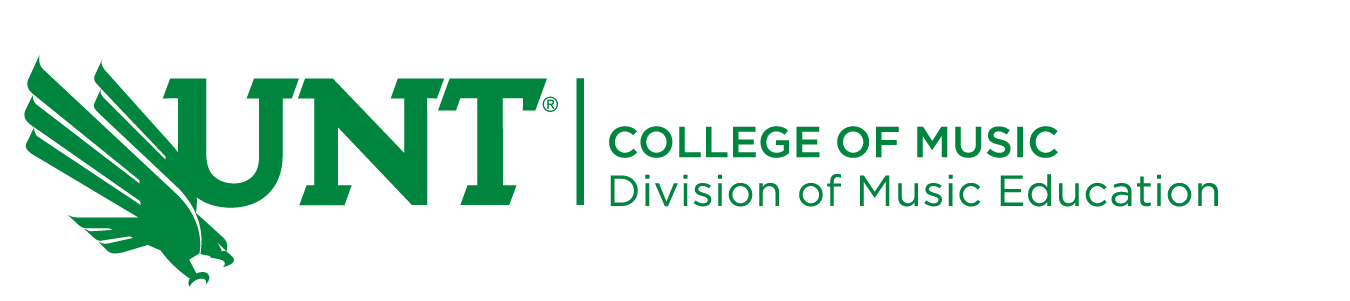 UNT®
COLLEGE OF MUSIC
Division of Music Education